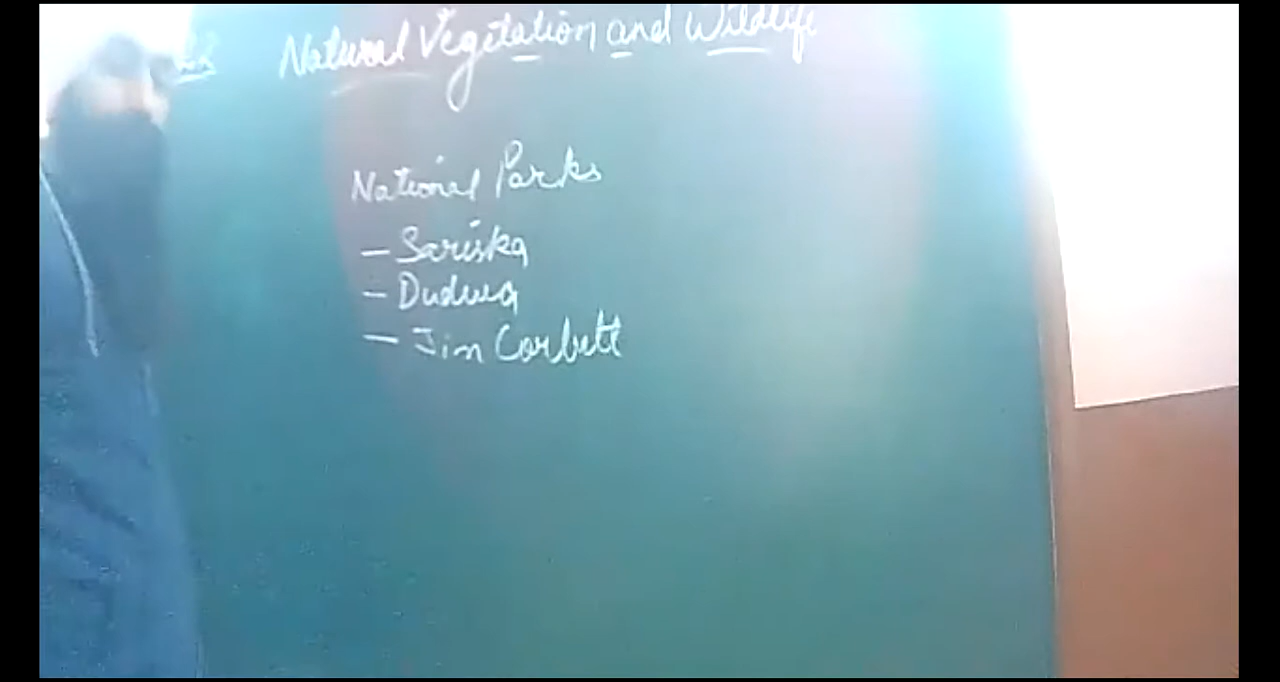 Natural Vegetation and Wildlife
National Parks
- Sariska
- Dudwa
- Jim Corbett